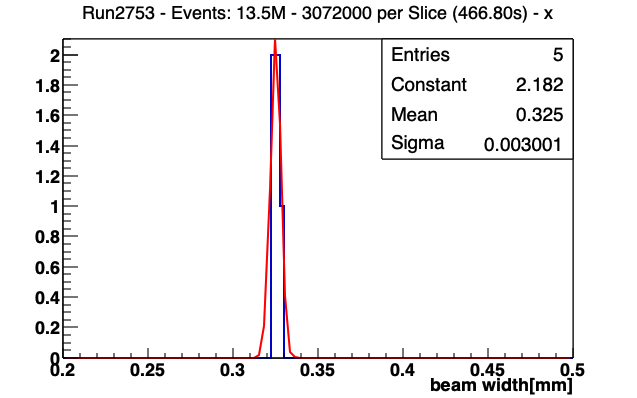 Run2753 - Events: 13.5M - 3072000 per Slice (466.80s) - x
Entries 5
Constant 2.182
Mean 0.325
Sigma 0.003001
2
1.8
1.6
1.4
1.2
1
0.8
0.6
0.4
0.2
0
0.2 0.25 0.3 0.35 0.4 0.45 0.5
beam width[mm]